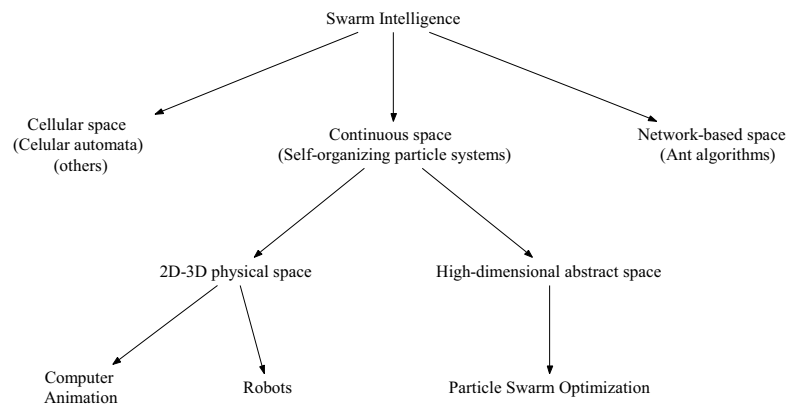 Swarm Intelligence
Cellular space
(Celular automata)
(others)
Continuous space
(Self-organizing particle systems)
Network-based space
(Ant algorithms)
2D-3D physical space
High-dimensional abstract space
Computer
Animation
Robots
Particle Swarm Optimization